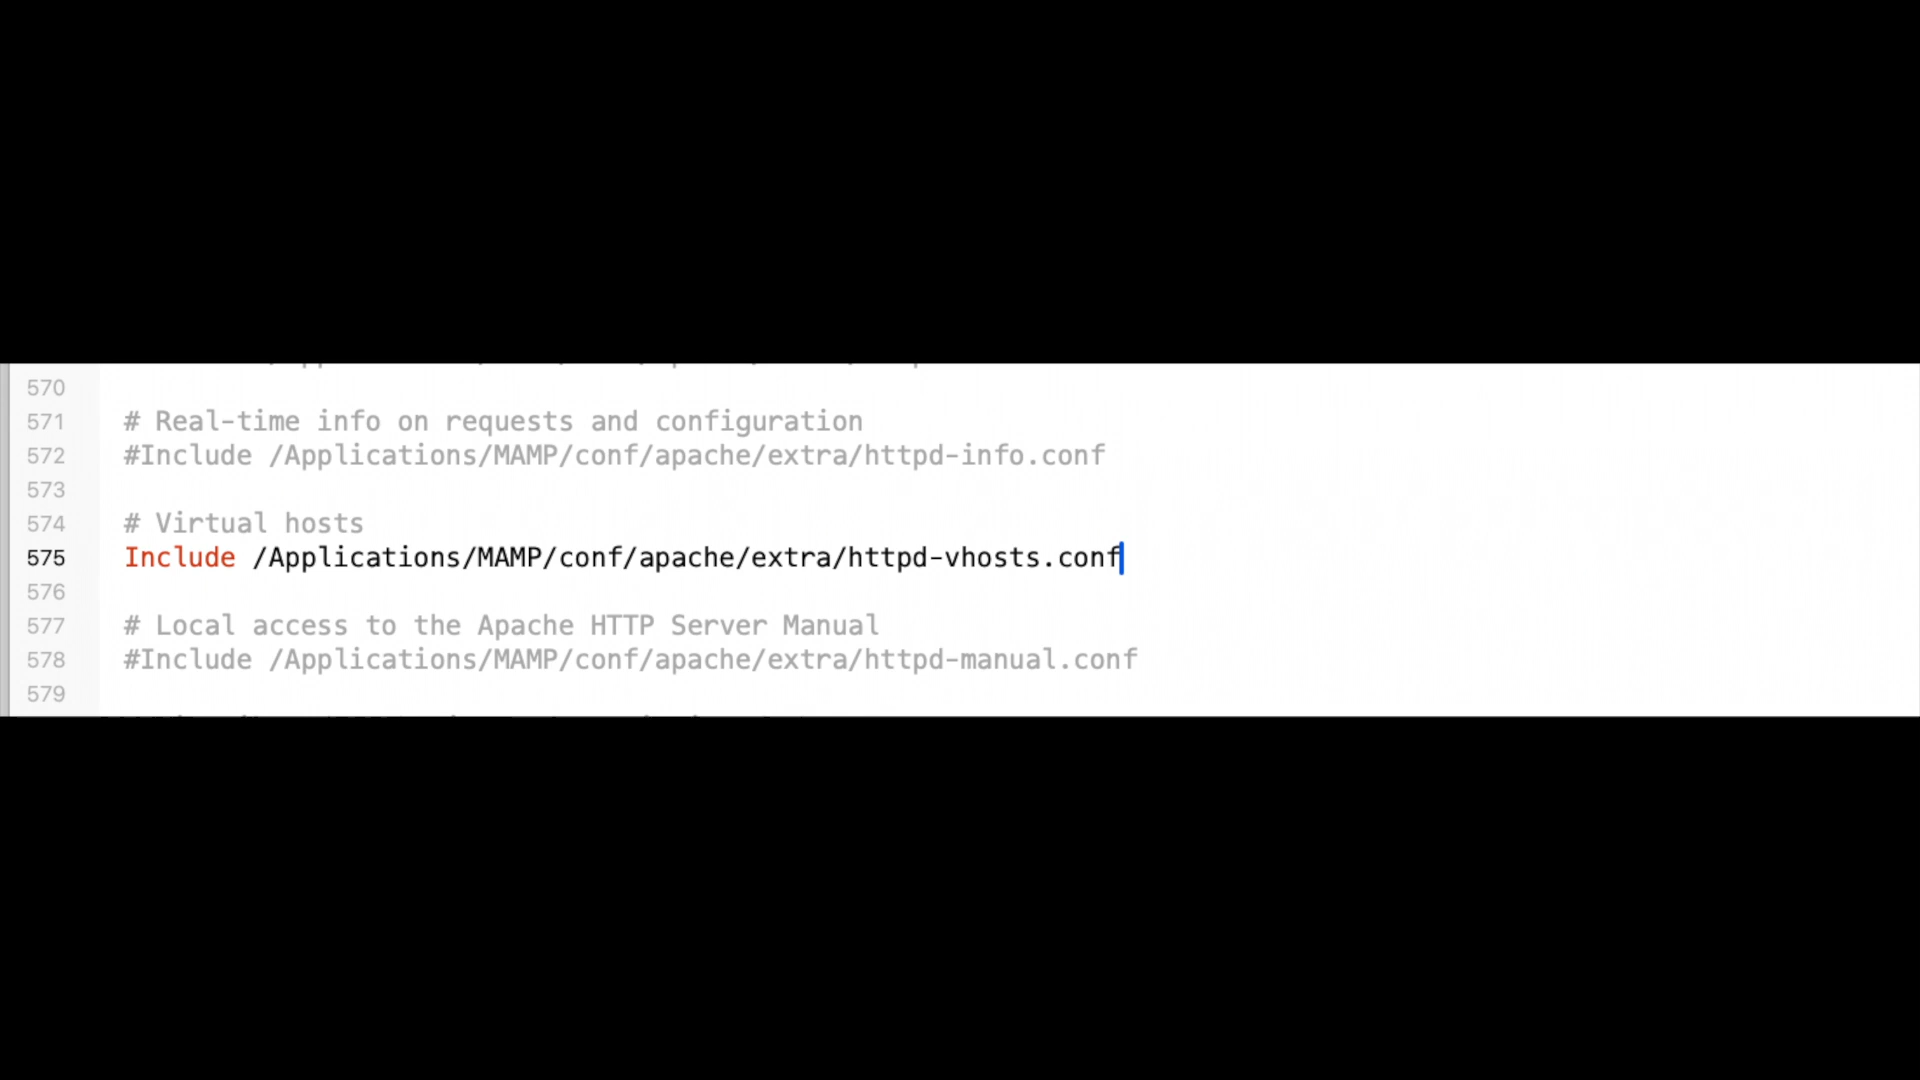 570
571 # Real-time info on requests and configuration
572 #Include /Applications/MAMP/conf/apache/extra/httpd-info.conf
573
574 # Virtual hosts
575 Include /Applications/MAMP/conf/apache/extra/httpd-vhosts.conf
576
577 # Local access to the Apache HTTP Server Manual
578 #Include /Applications/MAMP/conf/apache/extra/httpd-manual.conf
579